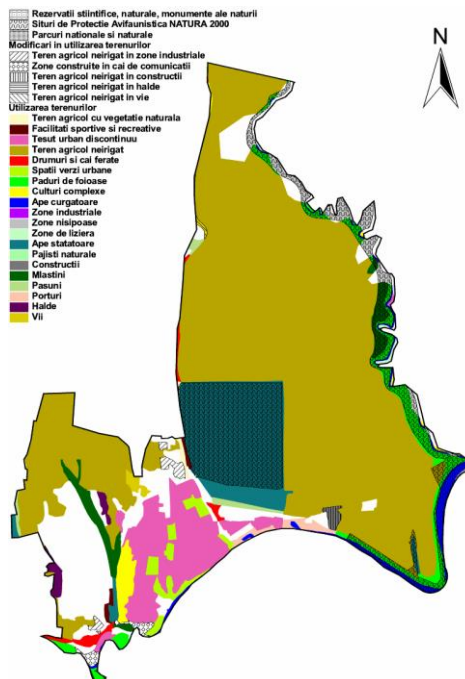 Rezervatii stiintifice, naturale, monumente ale naturii
Situri de Protectie Avifaunistica NATURA 2000
Parcuri nationale si naturale
Modificari in utilizarea terenurilor
Teren agricol neirigat in zone industriale
Zone construite in cai de comunicatii
Teren agricol neirigat in constructii
Teren agricol neirigat in halde
Teren agricol neirigat in vie
Utilizarea terenurilor
Teren agricol cu vegetatie naturala
Facilitati sportive si recreative
Tesut urban discontinuu
Teren agricol neirigat
Drumuri si cai ferate
Spatii verzi urbane
Paduri de foioase
Culturi complexe
Ape curgatoare
Zone industriale
Zone nisipoase
Zone de liziera
Ape statatoare
Pajisti naturale
Constructii
Mlastini
Pasuni
Porturi
Halde
Vii
N